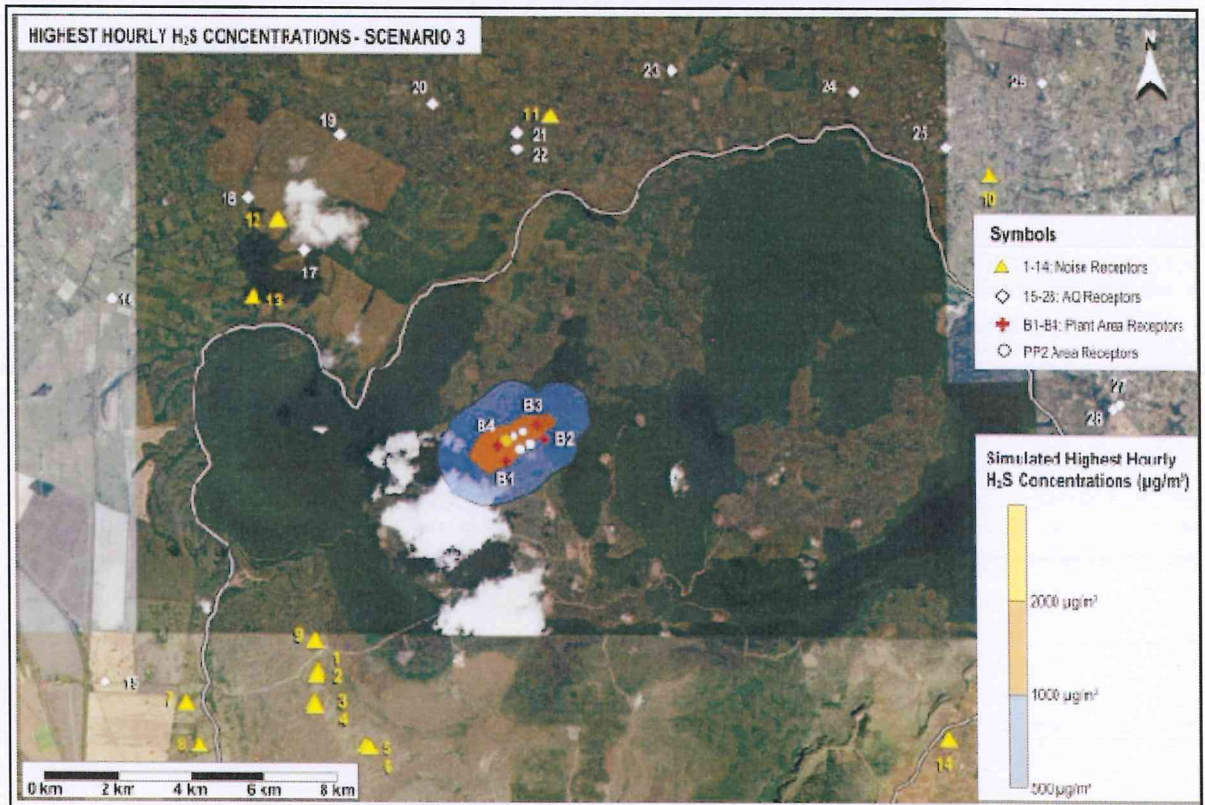 HIGHEST HOURLY H₂S CONCENTRATIONS - SCENARIO 3
N
23
24
20
11
19
21
22
25
18
10
12
17
16
13
Symbols
1-14: Noise Receptors
15-28: AQ Receptors
B1-B4: Plant Area Receptors
PP2 Area Receptors
27
28
B3
B4
B2
B1
Simulated Highest Hourly
H₂S Concentrations (µg/m³)
2000 µg/m³
1000 µg/m³
500 µg/m³
9
1
2
15
7
3
4
8
5
6
14
0 km 2 km 4 km 6 km 8 km